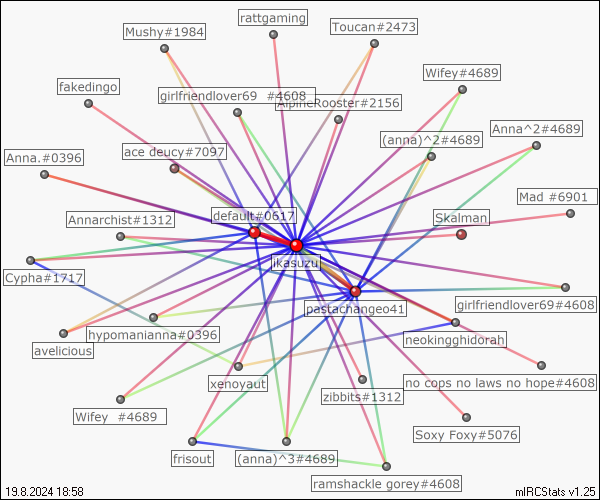 rattgaming
Mushy#1984
Toucan#2473
Wifey#4689
fakedingo
girlfriendlover69  #4608
AlpineRooster#2156
Anna^2#4689
(anna)^2#4689
Anna.#0396
ace deucy#7097
Mad #6901
Annarchist#1312
default#0617
Skalman
ikasuzu
Cypha#1717
girlfriendlover69#4608
pastachangeo41
hypomanianna#0396
neokingghidorah
avelicious
xenoyaut
no cops no laws no hope#4608
zibbits#1312
Wifey  #4689
Soxy Foxy#5076
frisout
(anna)^3#4689
ramshackle gorey#4608
19.8.2024 18:58
mIRCStats v1.25